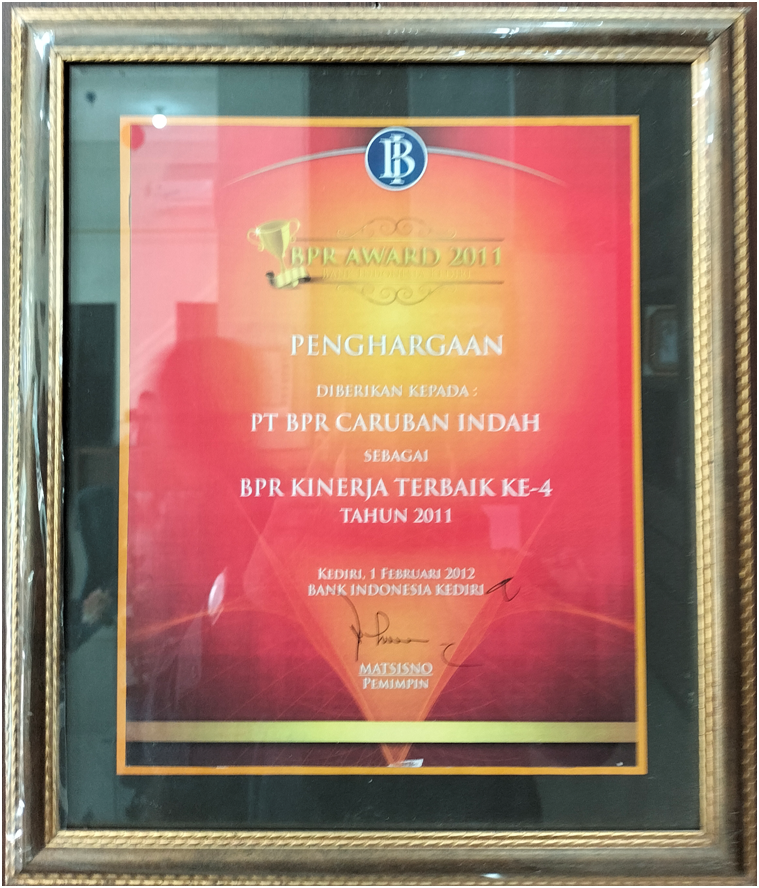 BI
BPR AWARD 2011
PENGHARGAAN
DIBERIKAN KEPADA :
PT BPR CARUBAN INDAH
SEBAGAI
BPR KINERJA TERBAIK KE-4
TAHUN 2011
KEDIRI, 1 FEBRUARI 2012
BANK INDONESIA KEDIRI
MATSISNO
PEMIMPIN